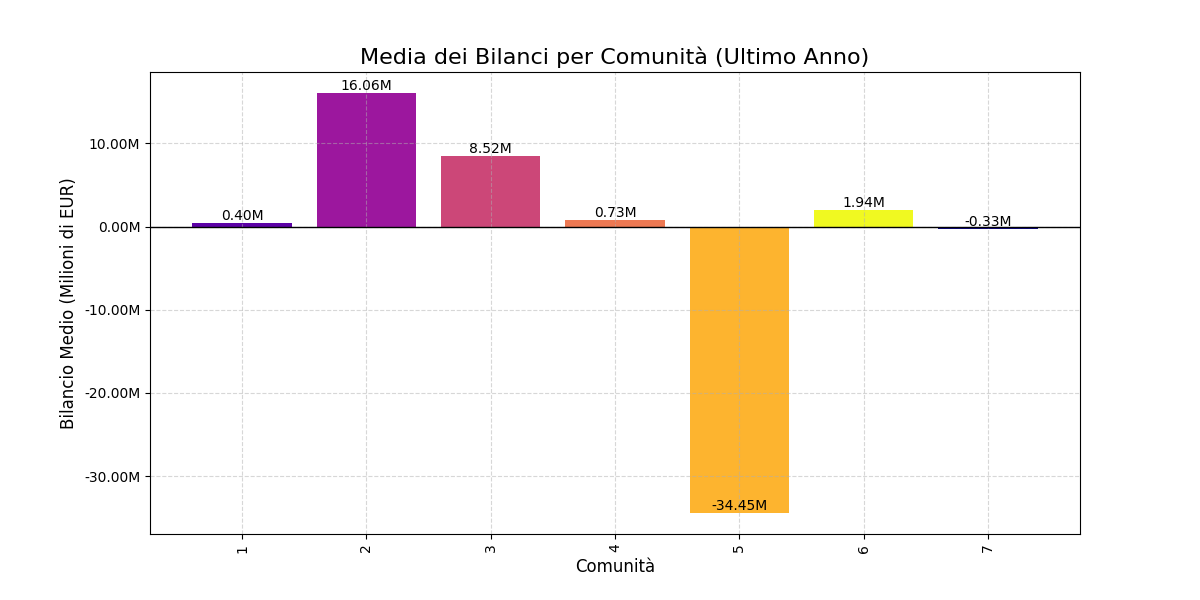 Media dei Bilanci per Comunità (Ultimo Anno)
Bilancio Medio (Milioni di EUR)
10.00M
0.00M
-10.00M
-20.00M
-30.00M
0.40M
16.06M
8.52M
0.73M
-34.45M
1.94M
-0.33M
1
2
3
4
5
6
7
Comunità